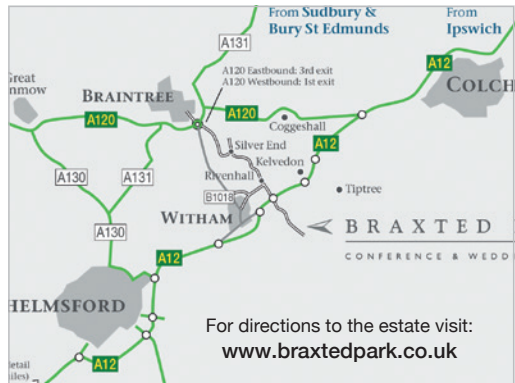 From Sudbury &
Bury St Edmunds
From
Ipswich
A131
A12
A120 Eastbound: 3rd exit
A120 Westbound: 1st exit
COLCH
reat
nmow
BRAINTREE
A120
A120
Coggeshall
A12
Silver End
Kelvedon
Rivenhall
A130
A131
B1018
Tiptree
WITHAM
BRAXTED
CONFERENCE & WEDD
A130
A12
HELMSFORD
For directions to the estate visit:
www.braxtedpark.co.uk
A12
etail
iles)